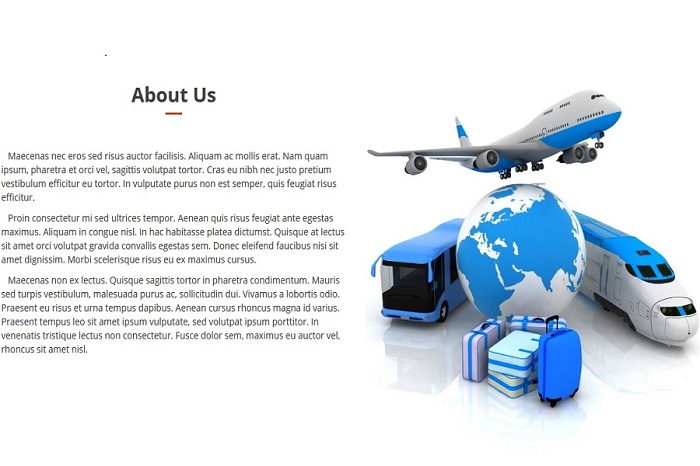 About Us
Maecenas nec eros sed risus auctor facilisis. Aliquam ac mollis erat. Nam quam
ipsum, pharetra et orci vel, sagittis volutpat tortor. Cras eu nibh nec justo pretium
vestibulum efficitur eu tortor. In vulputate purus non est semper, quis feugiat risus
efficitur.
Proin consectetur mi sed ultrices tempor. Aenean quis risus feugiat ante egestas
maximus. Aliquam in congue nisl. In hac habitasse platea dictumst. Quisque at lectus
sit amet orci volutpat gravida convallis egestas sem. Donec eleifend faucibus nisi sit
amet dignissim. Morbi scelerisque risus eu ex maximus cursus.
Maecenas non ex lectus. Quisque sagittis tortor in pharetra condimentum. Mauris
sed turpis vestibulum, malesuada purus ac, sollicitudin dui. Vivamus a lobortis odio.
Praesent eu risus et urna tempus dapibus. Aenean cursus rhoncus magna id varius.
Praesent tempus leo sit amet ipsum vulputate, sed volutpat ipsum porttitor. In
venenatis tristique lectus non consectetur. Fusce dolor sem, maximus eu auctor vel,
rhoncus sit amet nisl.